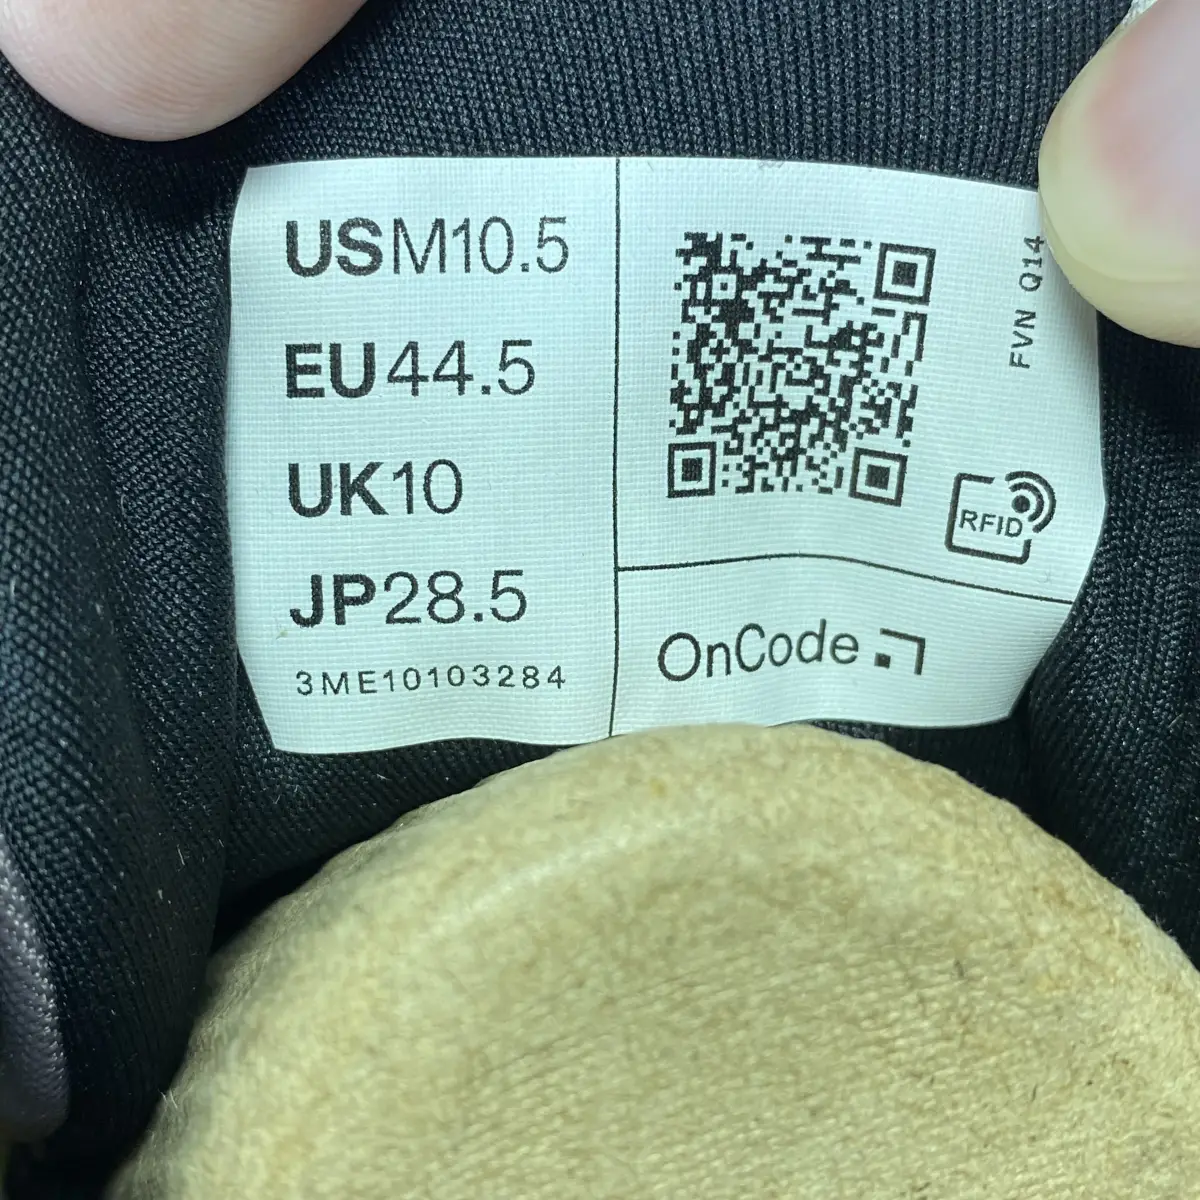 USM10.5
EU44.5
UK10
JP28.5
3ME10103284
FVN Q14
RFID
OnCode